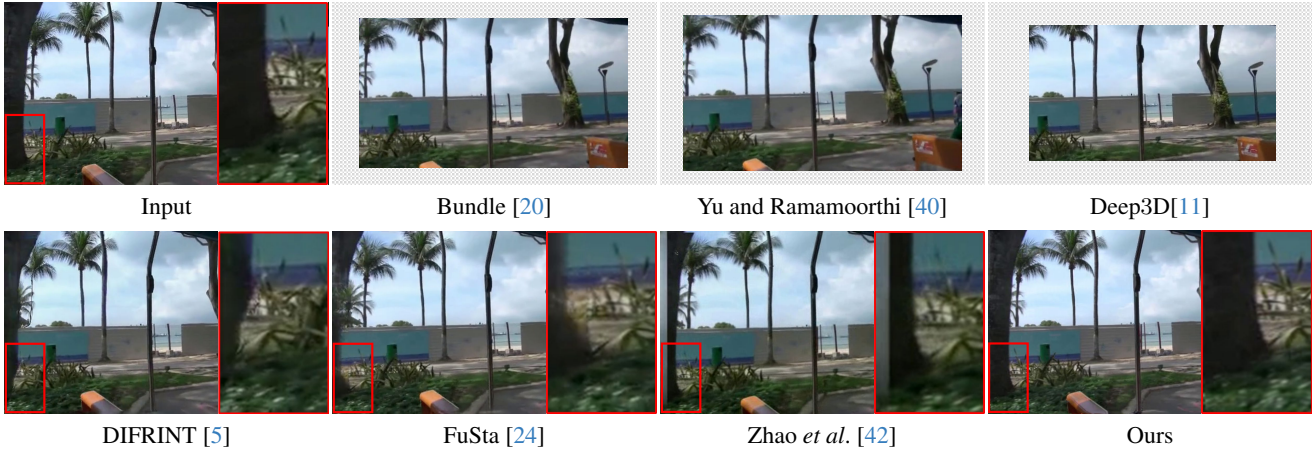 Input
Bundle [20]
Yu and Ramamoorthi [40]
Deep3D[11]
DIFRINT [5]
FuSta [24]
Zhao et al. [42]
Ours